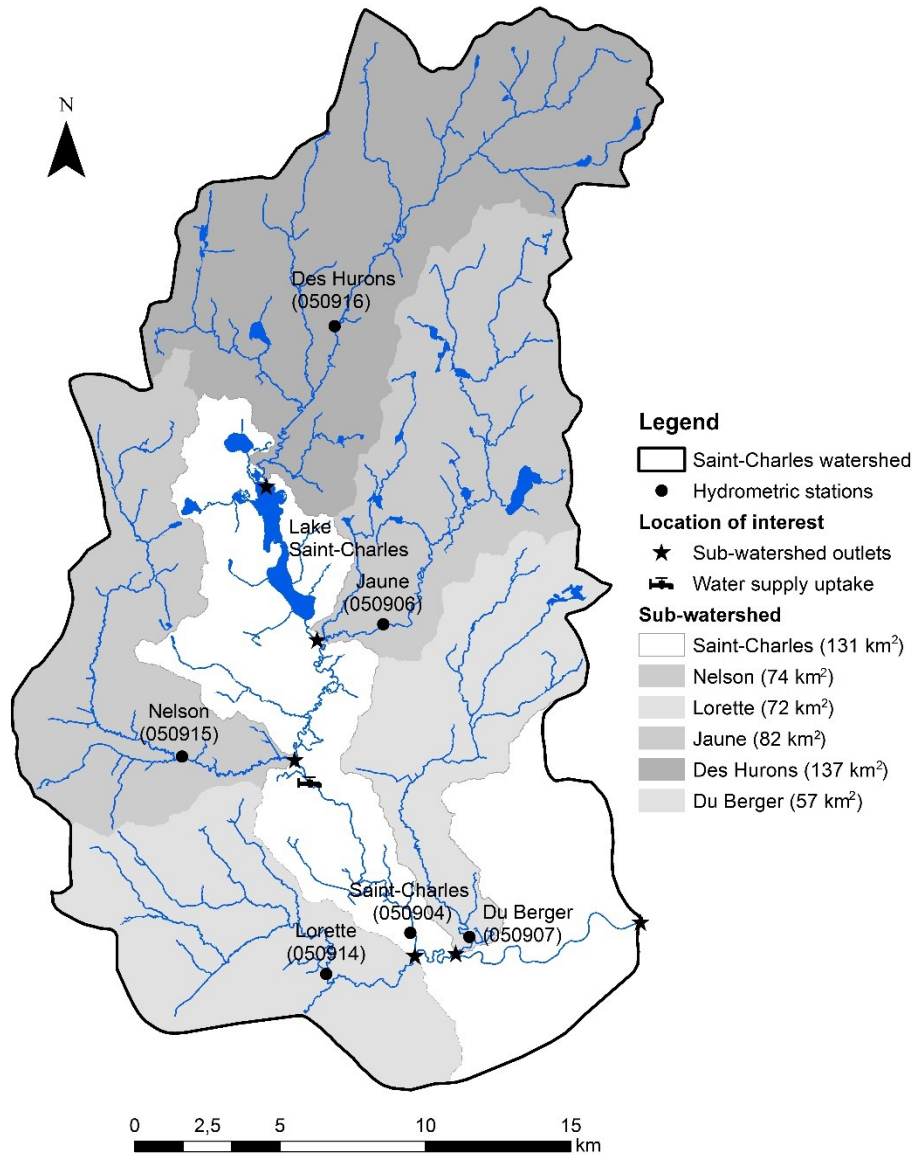 N
Des Hurons
(050916)
Lake
Saint-Charles
Jaune
(050906)
Nelson
(050915)
Saint-Charles
(050904)
Du Berger
(050907)
Lorette
(050914)
Legend
Saint-Charles watershed
Hydrometric stations
Location of interest
Sub-watershed outlets
Water supply uptake
Sub-watershed
Saint-Charles (131 km²)
Nelson (74 km²)
Lorette (72 km²)
Jaune (82 km²)
Des Hurons (137 km²)
Du Berger (57 km²)
0 2,5 5 10 15
km